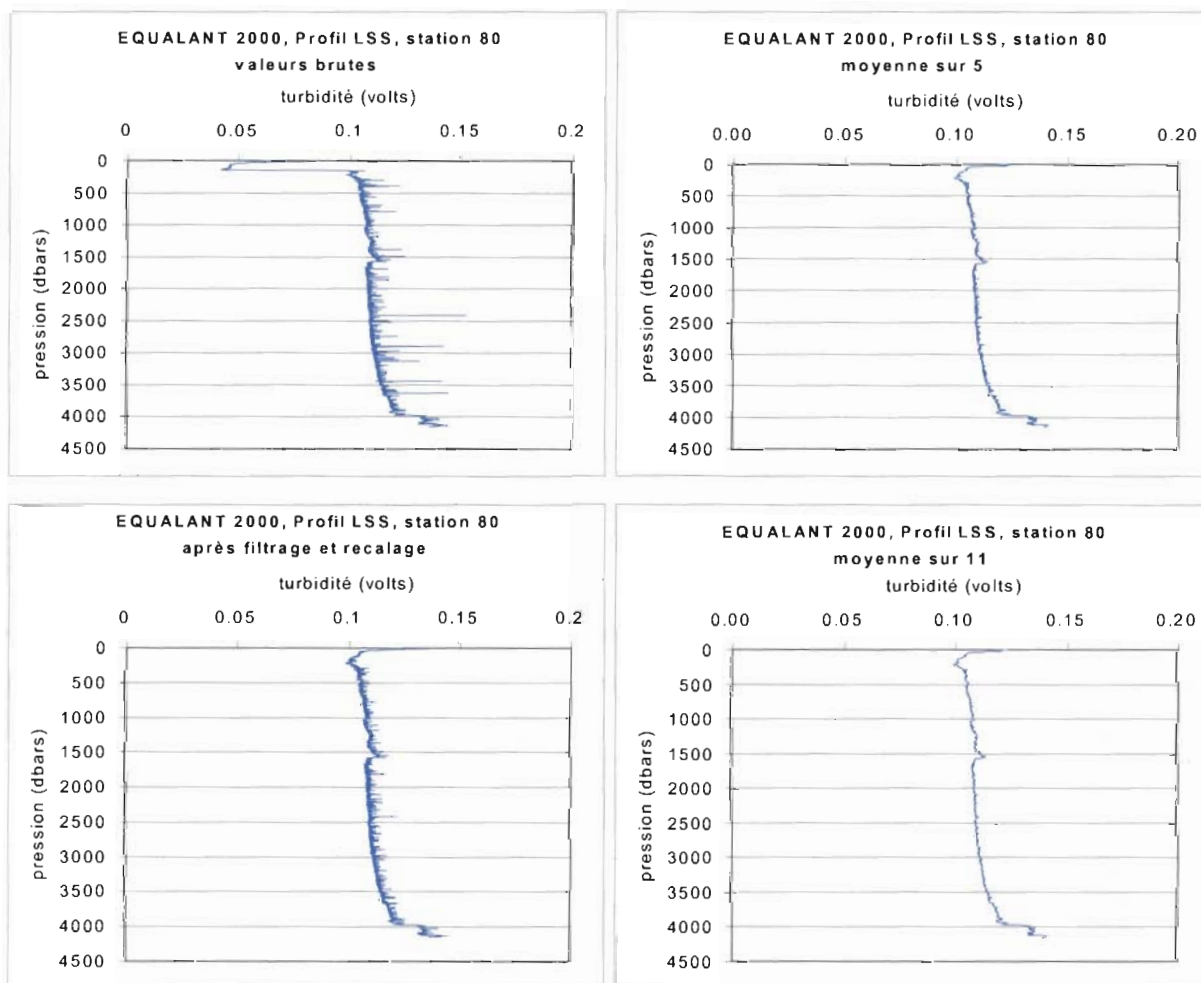 EQUALANT 2000, Profil LSS, station 80
valeurs brutes
turbidité (volts)
0 0.05 0.1 0.15 0.2
pression (dbars)
0
500
1000
1500
2000
2500
3000
3500
4000
4500
EQUALANT 2000, Profil LSS, station 80
moyenne sur 5
turbidité (volts)
0.00 0.05 0.10 0.15 0.20
pression (dbars)
0
500
1000
1500
2000
2500
3000
3500
4000
4500
EQUALANT 2000, Profil LSS, station 80
après filtrage et recalage
turbidité (volts)
0 0.05 0.1 0.15 0.2
pression (dbars)
0
500
1000
1500
2000
2500
3000
3500
4000
4500
EQUALANT 2000, Profil LSS, station 80
moyenne sur 11
turbidité (volts)
0.00 0.05 0.10 0.15 0.20
pression (dbars)
0
500
1000
1500
2000
2500
3000
3500
4000
4500